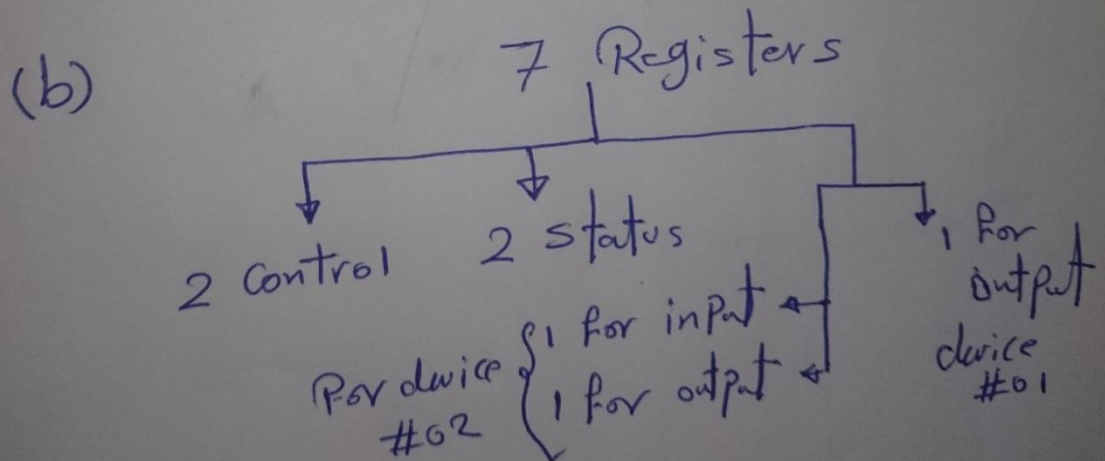 (b)
7 Registers
2 Control
2 Status
For device #02
1 for input
1 for output
1 for
output
device
#01